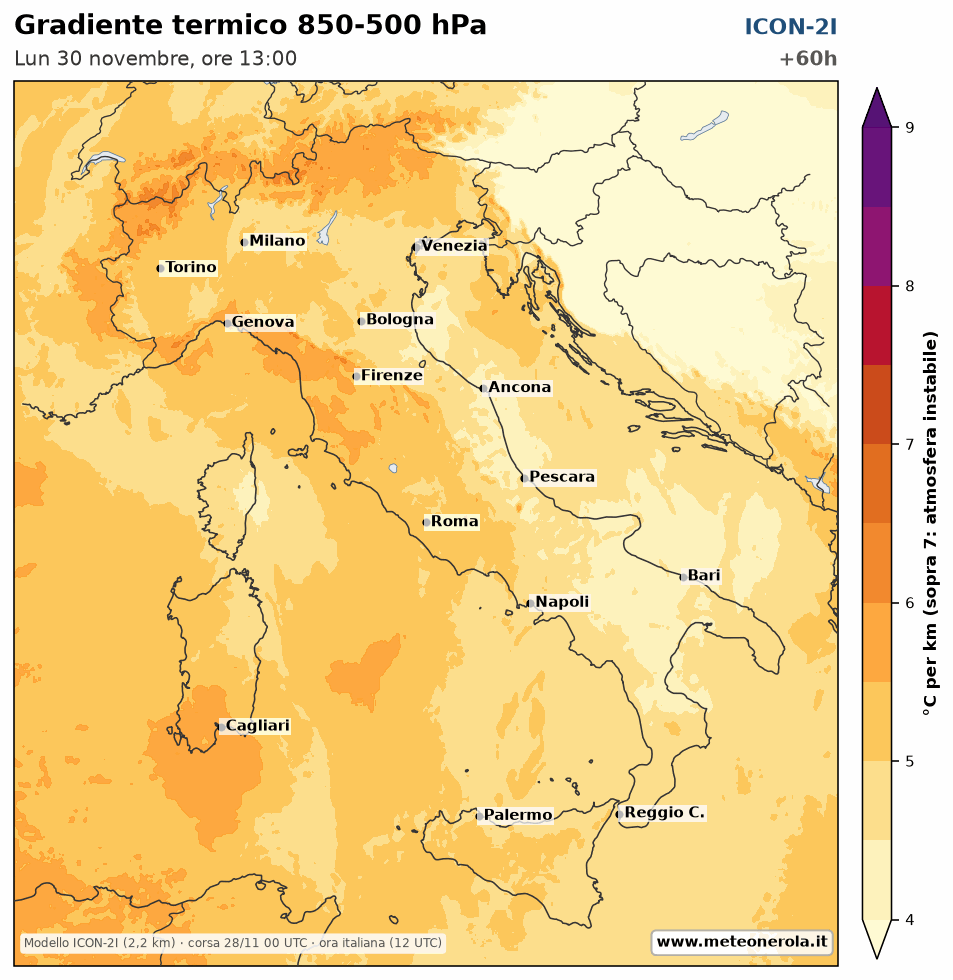 Gradiente termico 850-500 hPa
ICON-2I
Lun 30 novembre, ore 13:00
+60h
Milano
Venezia
Torino
Genova
Bologna
Firenze
Ancona
Pescara
Roma
Bari
Napoli
Cagliari
Palermo
Reggio C.
9
8
7
6
5
4
°C per km (sopra 7: atmosfera instabile)
Modello ICON-2I (2,2 km) · corsa 28/11 00 UTC · ora italiana (12 UTC)
www.meteonerola.it